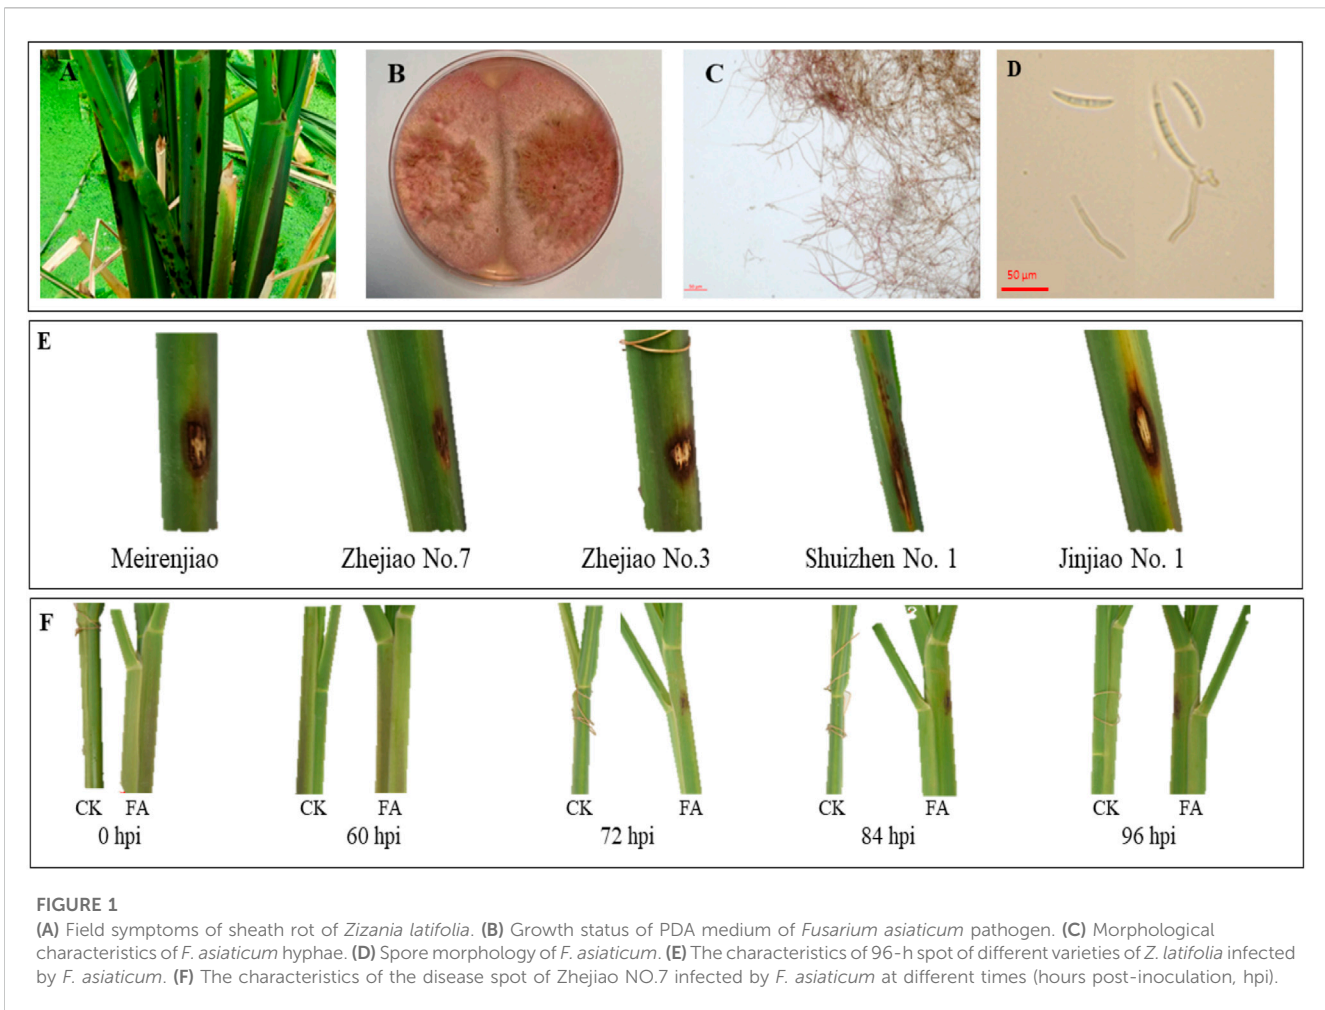 A
B
C
D
50 µm
50 µm
E
Meirenjiao
Zhejiao No.7
Zhejiao No.3
Shuizhen No. 1
Jinjiao No. 1
F
CK FA
CK FA
CK FA
CK FA
CK FA
0 hpi
60 hpi
72 hpi
84 hpi
96 hpi
FIGURE 1
(A) Field symptoms of sheath rot of Zizania latifolia. (B) Growth status of PDA medium of Fusarium asiaticum pathogen. (C) Morphological
characteristics of F. asiaticum hyphae. (D) Spore morphology of F. asiaticum. (E) The characteristics of 96-h spot of different varieties of Z. latifolia infected
by F. asiaticum. (F) The characteristics of the disease spot of Zhejiao NO.7 infected by F. asiaticum at different times (hours post-inoculation, hpi).